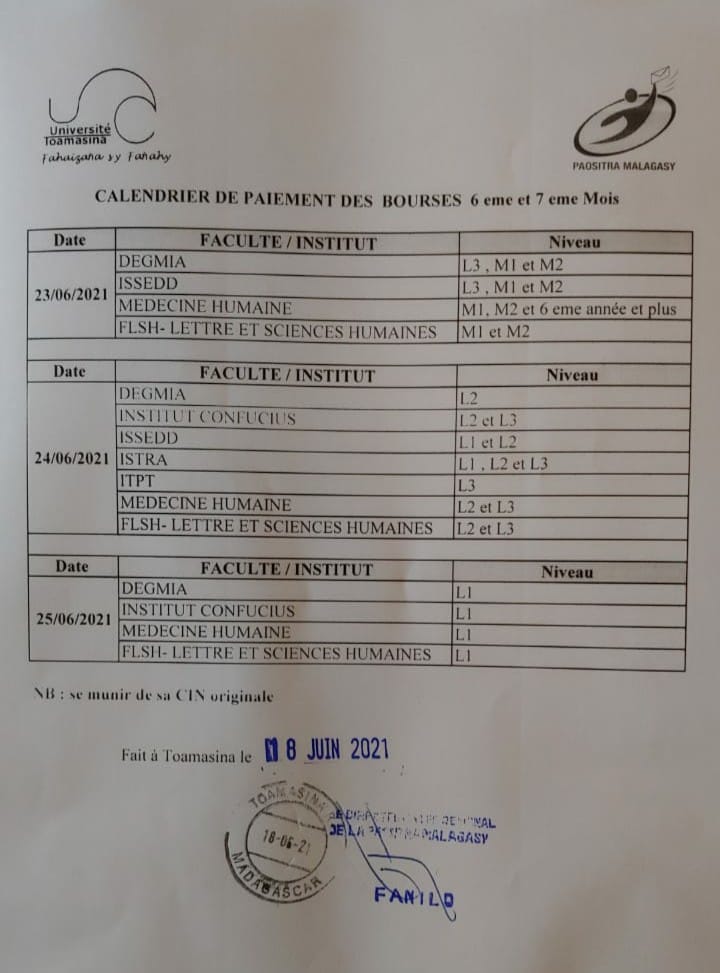 Université
Toamasina
Fahaizana sy Fanahy
PAOSITRA MALAGASY
CALENDRIER DE PAIEMENT DES BOURSES 6 eme et 7 eme Mois
Date FACULTE / INSTITUT Niveau
23/06/2021
DEGMIA L3 , M1 et M2
ISSEDD L3 , M1 et M2
MEDECINE HUMAINE M1, M2 et 6 eme année et plus
FLSH- LETTRE ET SCIENCES HUMAINES M1 et M2
Date FACULTE / INSTITUT Niveau
24/06/2021
DEGMIA L2
INSTITUT CONFUCIUS L2 et L3
ISSEDD L1 et L2
ISTRA L1 , L2 et L3
ITPT L3
MEDECINE HUMAINE L2 et L3
FLSH- LETTRE ET SCIENCES HUMAINES L2 et L3
Date FACULTE / INSTITUT Niveau
25/06/2021
DEGMIA L1
INSTITUT CONFUCIUS L1
MEDECINE HUMAINE L1
FLSH- LETTRE ET SCIENCES HUMAINES L1
NB : se munir de sa CIN originale
Fait à Toamasina le 18 JUIN 2021
TOAMASINA
18-06-21
MADAGASCAR
DE LA MALAGASY
FANILO